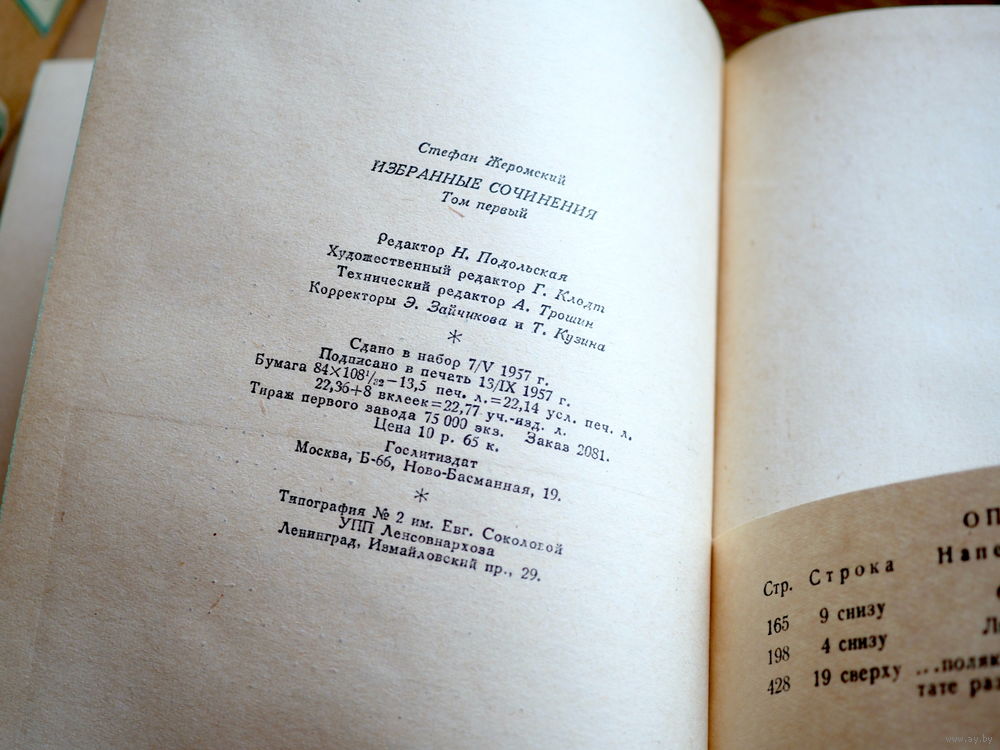 Стефан Жеромский
ИЗБРАННЫЕ СОЧИНЕНИЯ
Том первый
Редактор Н. Подольская
Художественный редактор Г. Клодт
Технический редактор А. Трошин
Корректоры Э. Зайчикова и Т. Кузина
*
Сдано в набор 7/V 1957 г.
Подписано в печать 13/IX 1957 г.
Бумага 84×108¹/₃₂—13,5 печ. л.=22,14 усл. печ. л.
22,36+8 вклеек=22,77 уч.-изд. л.
Тираж первого завода 75 000 экз. Заказ 2081.
Цена 10 р. 65 к.
Гослитиздат
Москва, Б-66, Ново-Басманная, 19.
*
Типография № 2 им. Евг. Соколовой
УПП Ленсовнархоза
Ленинград, Измайловский пр., 29.
ОП
Стр. Строка Напе
165 9 снизу
198 4 снизу Л
428 19 сверху ...поляк
тате раз
www.ay.by